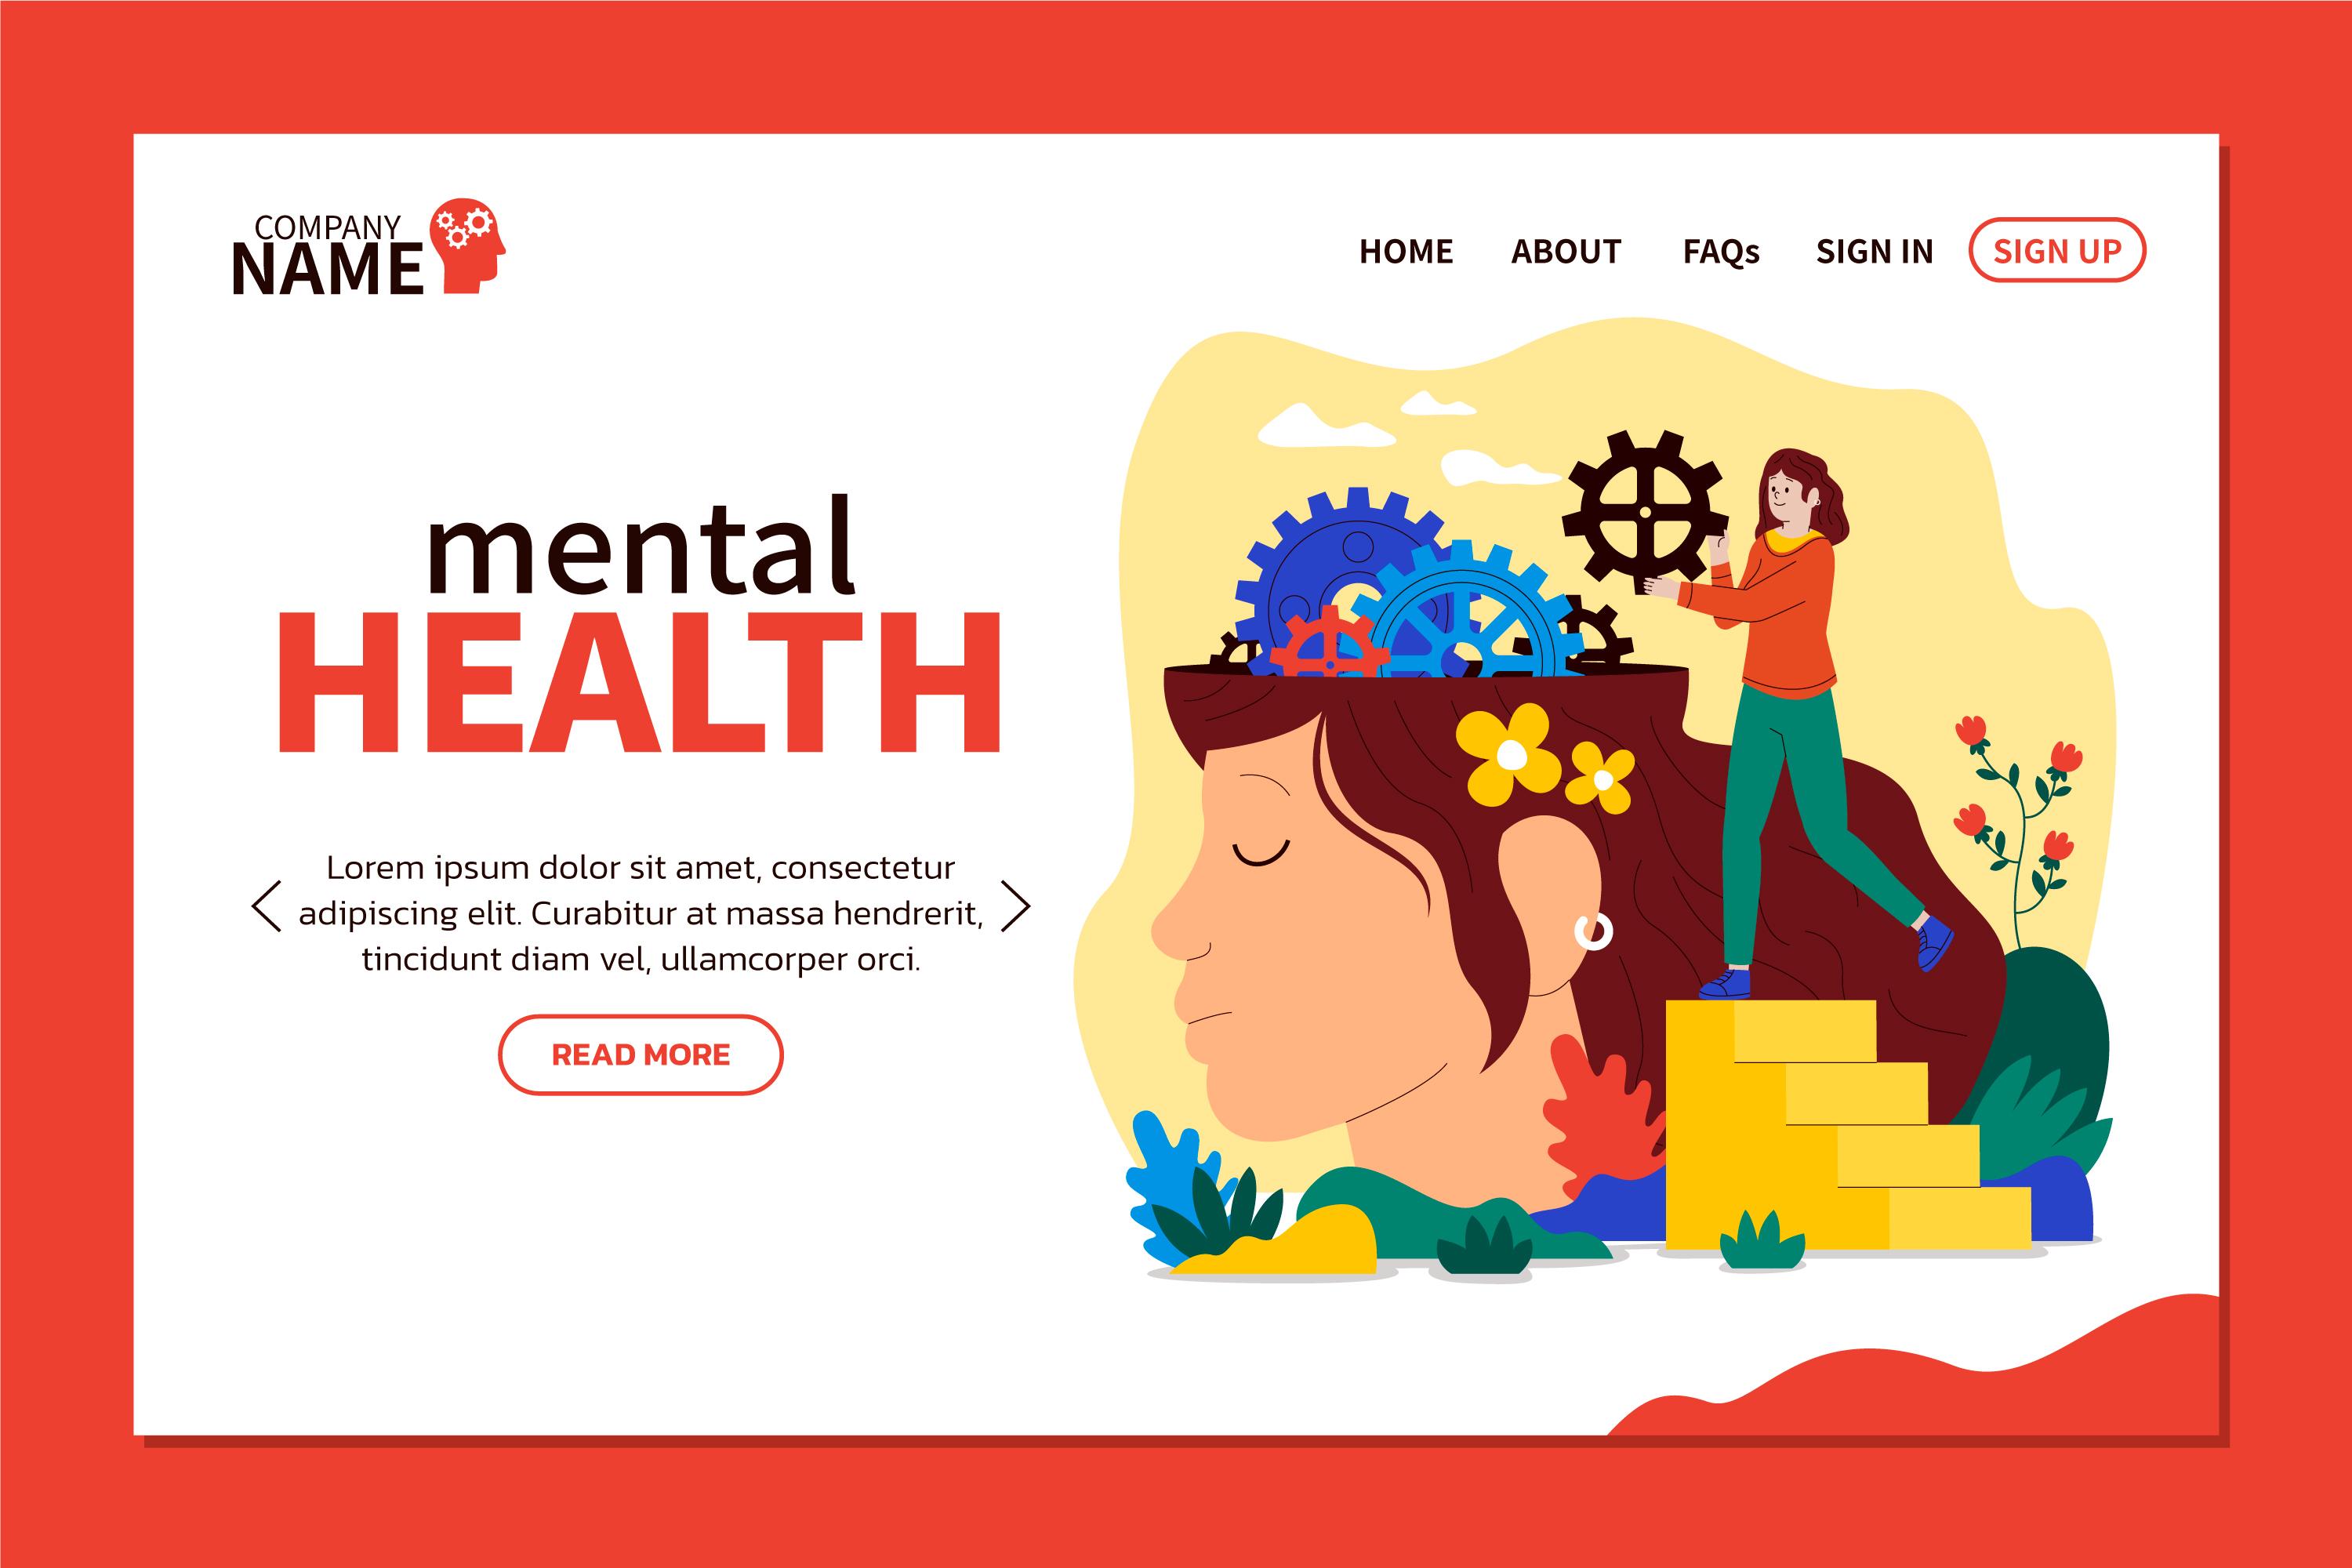 COMPANY
NAME
HOME ABOUT FAQs SIGN IN SIGN UP
mental
HEALTH
Lorem ipsum dolor sit amet, consectetur
adipiscing elit. Curabitur at massa hendrerit,
tincidunt diam vel, ullamcorper orci.
READ MORE